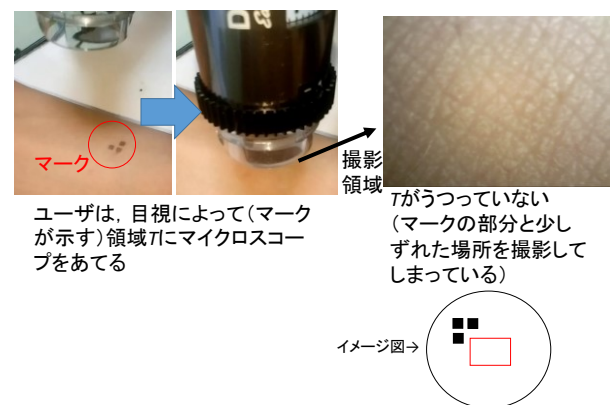 マーク
撮影
領域
ユーザは，目視によって（マーク
が示す）領域Tにマイクロスコー
プをあてる
Tがうつっていない
（マークの部分と少し
ずれた場所を撮影して
しまっている）
イメージ図→